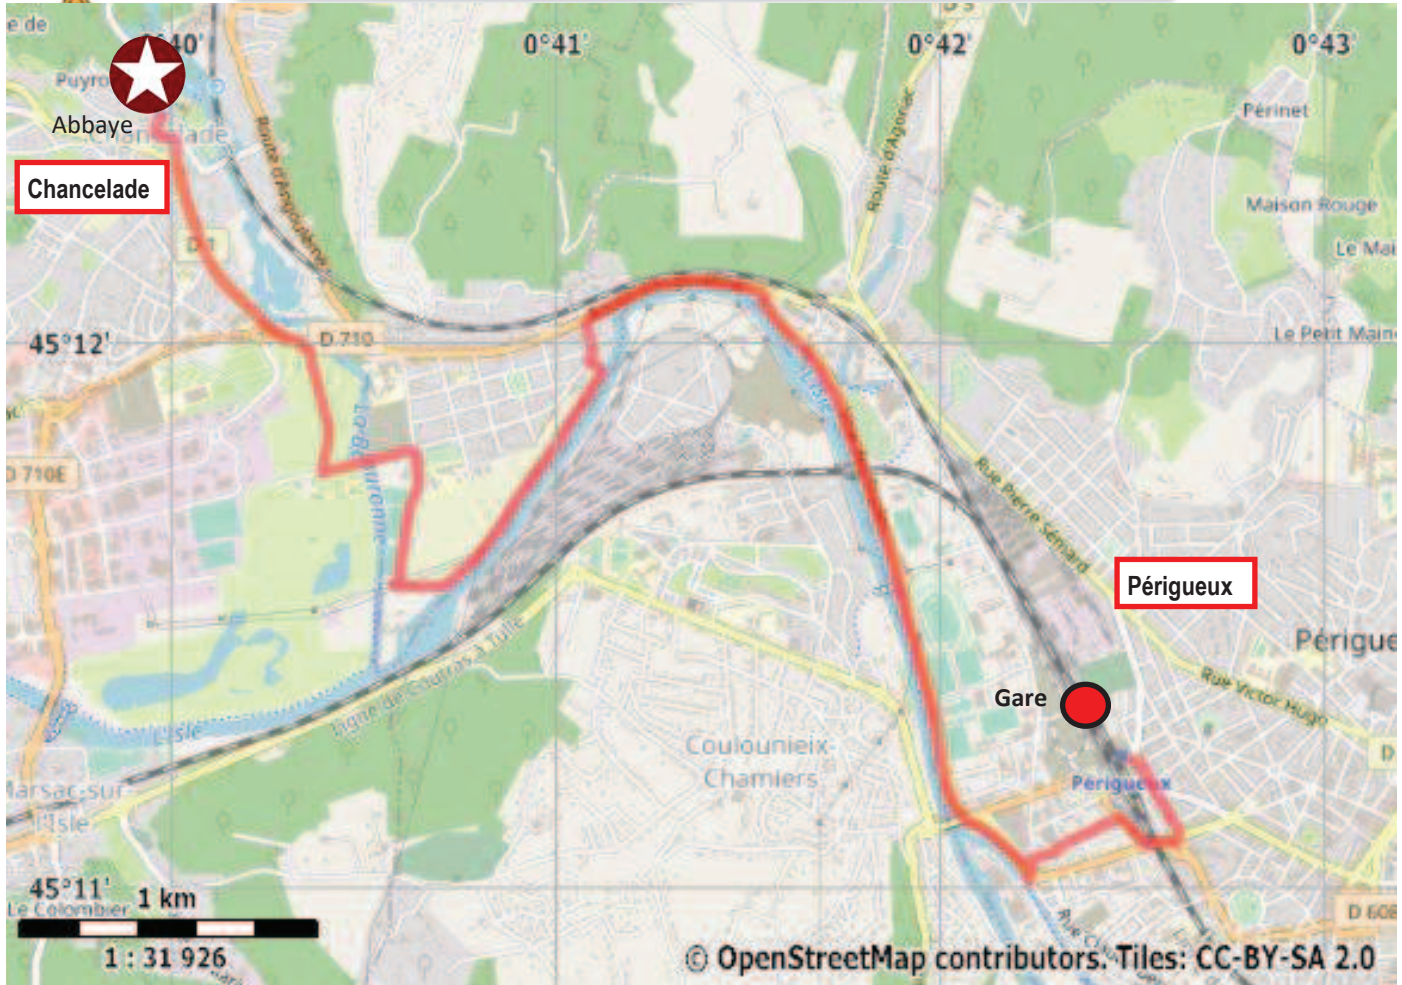 e de
0°41'
0°42'
0°43'
40'
D 3
Puyro
Abbaye
Chancelade
Périnet
Route d'Angoulême
Route d'Agonac
Chancelade
Maison Rouge
D 1
Le Mai
45°12'
D 710
Le Petit Maine
L'Isle
La Beauronne
D 710E
Rue Pierre Sémard
Périgueux
Périgue
Rue Victor Hugo
Gare
Ligne de Coutras à Tulle
L'Isle
Coulounieix-
Chamiers
Périgueux
D
Marsac-sur-
l'Isle
45°11'
1 km
Le Colombier
D 608
1 : 31 926
© OpenStreetMap contributors. Tiles: CC-BY-SA 2.0